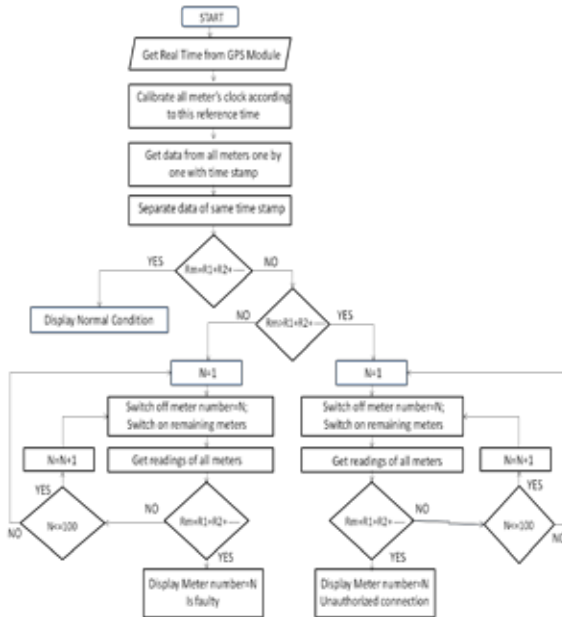 START
Get Real Time from GPS Module
Calibrate all meter's clock according
to this reference time
Get data from all meters one by
one with time stamp
Separate data of same time stamp
YES
Rm=R1+R2+----
NO
Display Normal Condition
NO
Rm>R1+R2+----
YES
N=1
Switch off meter number=N;
Switch on remaining meters
N=N+1
Get readings of all meters
YES
N<=100
NO
NO
Rm=R1+R2+----
YES
Display Meter number=N
Is faulty
N=1
Switch off meter number=N;
Switch on remaining meters
Get readings of all meters
N=N+1
Rm=R1+R2+----
NO
YES
N<=100
NO
YES
Display Meter number=N
Unauthorized connection